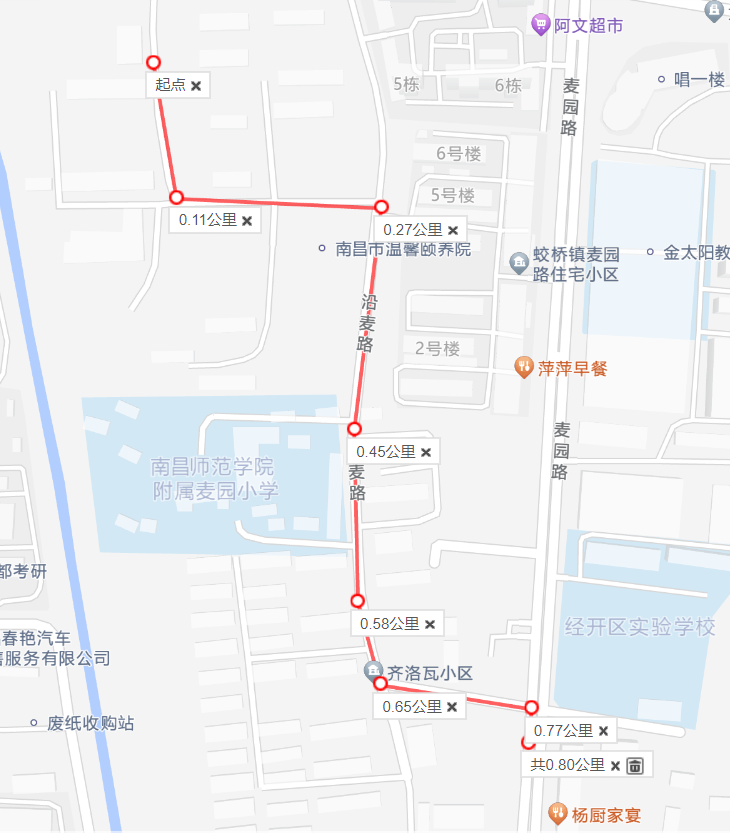 阿文超市
5栋
6栋
麦园路
唱一楼
起点
6号楼
5号楼
0.11公里
0.27公里
南昌市温馨颐养院
蛟桥镇麦园
路住宅小区
金太阳教
沿麦路
2号楼
萍萍早餐
0.45公里
麦园路
南昌师范学院
附属麦园小学
麦路
都考研
0.58公里
经开区实验学校
春艳汽车
售服务有限公司
齐洛瓦小区
0.65公里
废纸收购站
0.77公里
共0.80公里
杨厨家宴